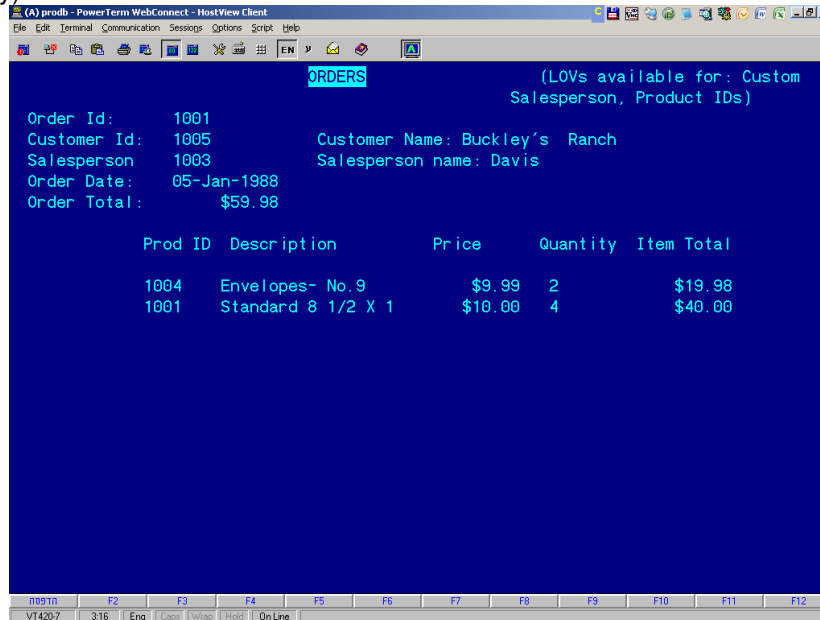 y)
(A) prodb - PowerTerm WebConnect - HostView Client
File Edit Terminal Communication Sessions Options Script Help
EN לע A
ORDERS (LOVs available for: Custom
Salesperson, Product IDs)
Order Id: 1001
Customer Id: 1005 Customer Name: Buckley's Ranch
Salesperson 1003 Salesperson name: Davis
Order Date: 05-Jan-1988
Order Total: $59.98
Prod ID Description Price Quantity Item Total
1004 Envelopes- No.9 $9.99 2 $19.98
1001 Standard 8 1/2 X 1 $10.00 4 $40.00
הדפסה F2 F3 F4 F5 F6 F7 F8 F9 F10 F11 F12
VT420-7 3:16 Eng Caps Wrap Hold On Line